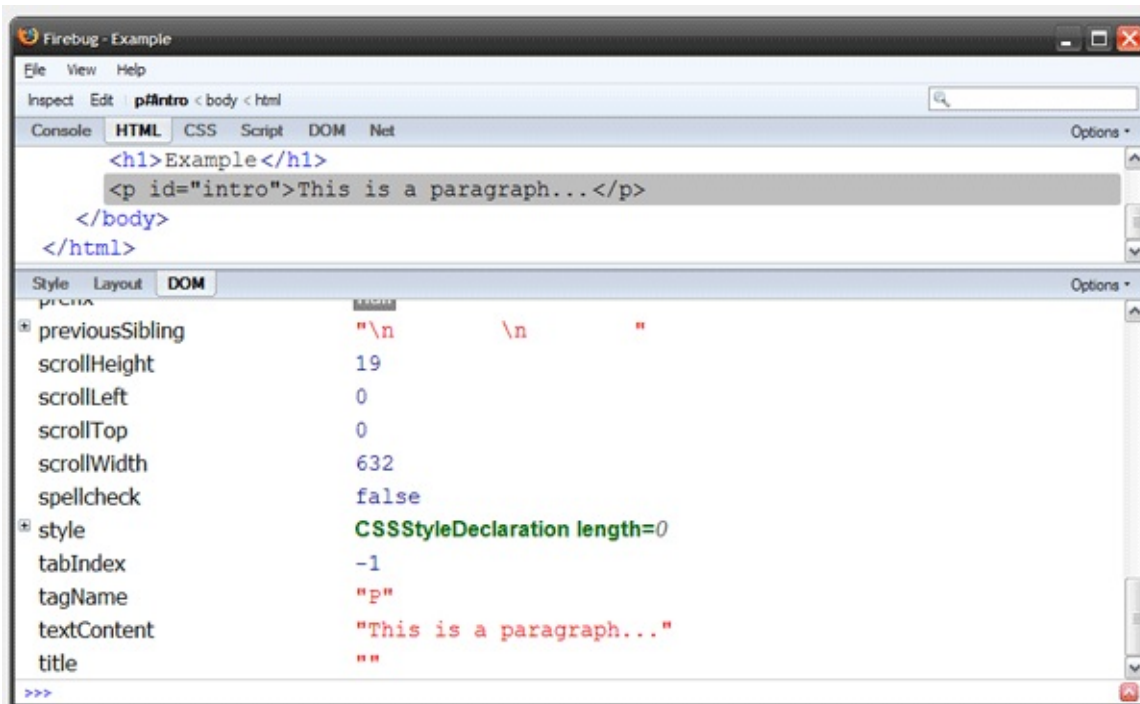 Firebug - Example
File View Help
Inspect Edit p#intro < body < html
Console HTML CSS Script DOM Net Options
<h1>Example</h1>
<p id="intro">This is a paragraph...</p>
</body>
</html>
Style Layout DOM Options
prefix null
previousSibling "\n \n "
scrollHeight 19
scrollLeft 0
scrollTop 0
scrollWidth 632
spellcheck false
style CSSStyleDeclaration length=0
tabIndex -1
tagName "P"
textContent "This is a paragraph..."
title ""
>>>